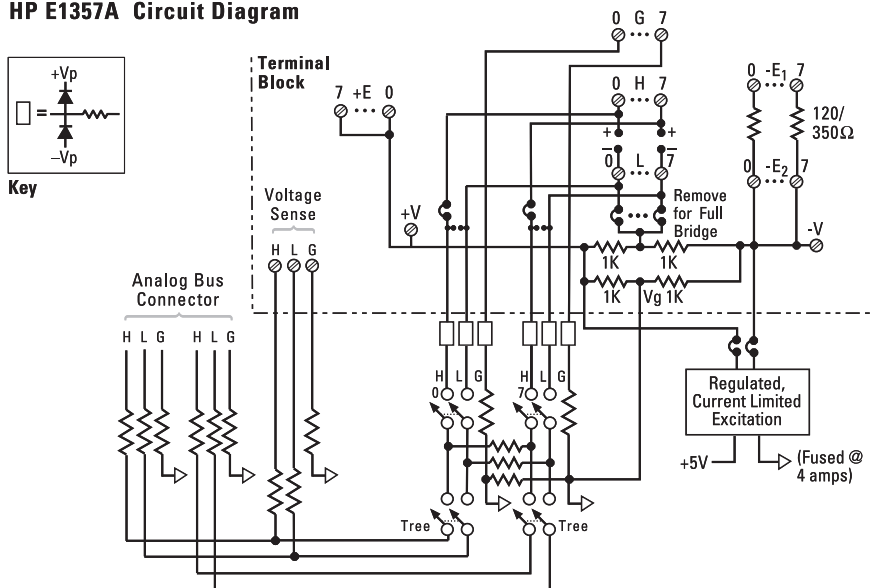 HP E1357A Circuit Diagram
+Vp
=
–Vp
Key
Terminal
Block
7 +E 0
0 G 7
0 H 7
+ +
– –
0 L 7
0 -E1 7
120/
350Ω
0 -E2 7
Remove
for Full
Bridge
Voltage
Sense
H L G
+V
-V
1K 1K
1K Vg 1K
Analog Bus
Connector
H L G H L G
H L G H L G
0 7
Regulated,
Current Limited
Excitation
+5V
(Fused @
4 amps)
Tree Tree